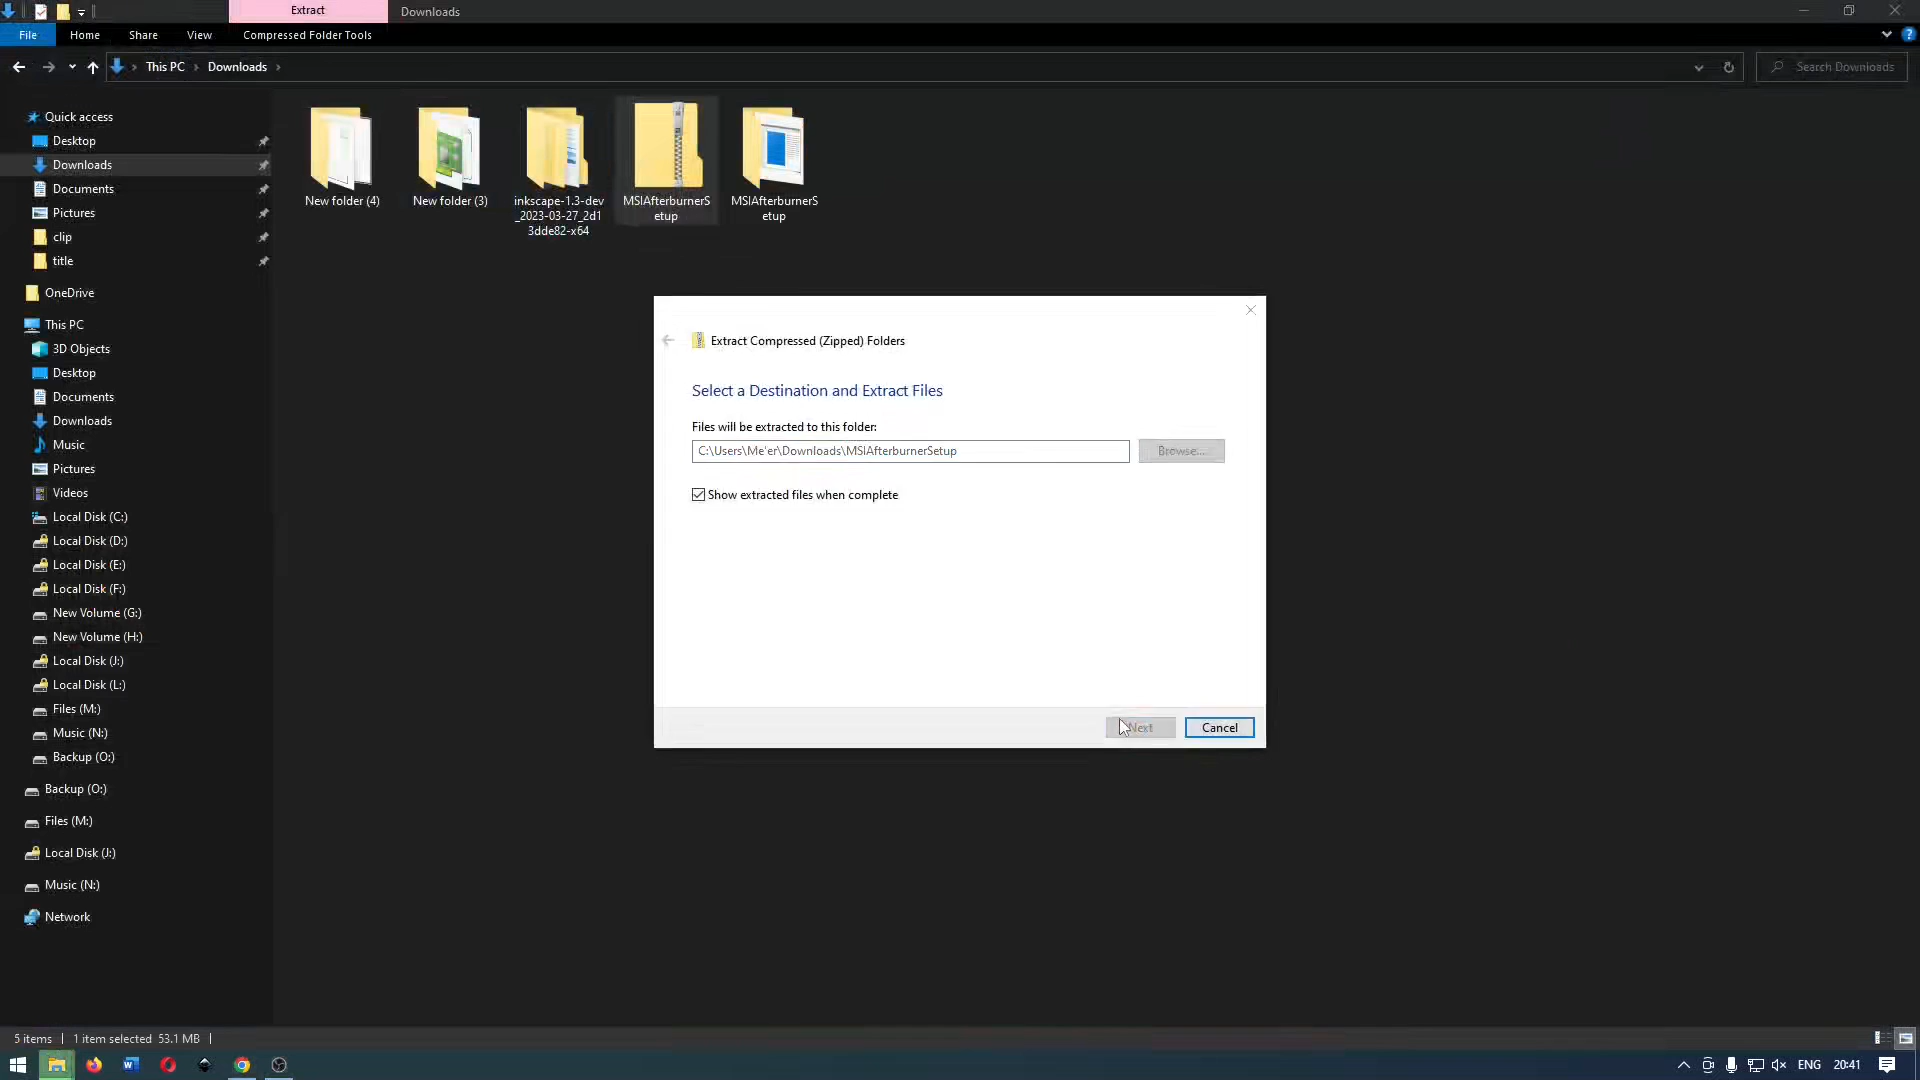 Extract
Downloads
File
Home
Share
View
Compressed Folder Tools
This PC
Downloads
Search Downloads
Quick access
Desktop
Downloads
Documents
Pictures
clip
title
OneDrive
This PC
3D Objects
Desktop
Documents
Downloads
Music
Pictures
Videos
Local Disk (C:)
Local Disk (D:)
Local Disk (E:)
Local Disk (F:)
New Volume (G:)
New Volume (H:)
Local Disk (J:)
Local Disk (L:)
Files (M:)
Music (N:)
Backup (O:)
Backup (O:)
Files (M:)
Local Disk (J:)
Music (N:)
Network
New folder (4)
New folder (3)
inkscape-1.3-dev
_2023-03-27_2d1
3dde82-x64
MSIAfterburnerS
etup
MSIAfterburnerS
etup
Extract Compressed (Zipped) Folders
Select a Destination and Extract Files
Files will be extracted to this folder:
C:\Users\Me'er\Downloads\MSIAfterburnerSetup
Browse...
Show extracted files when complete
Next
Cancel
5 items
1 item selected 53.1 MB
ENG
20:41